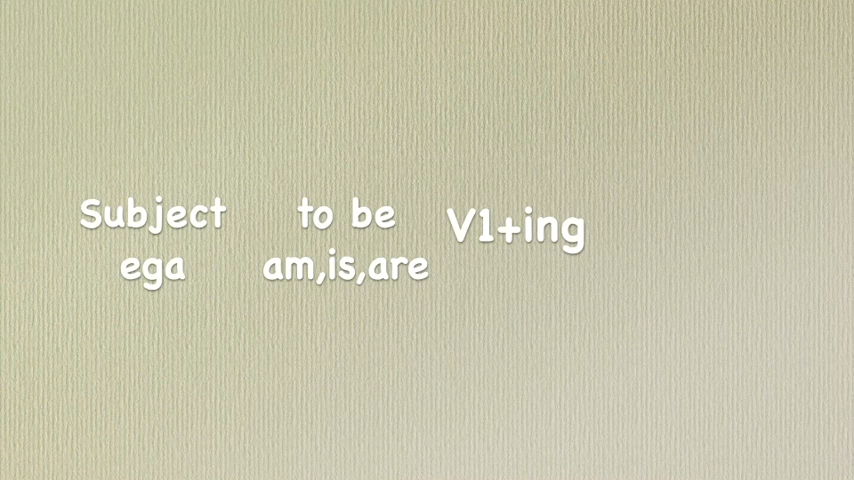 Subject
ega
to be
am,is,are
V1+ing